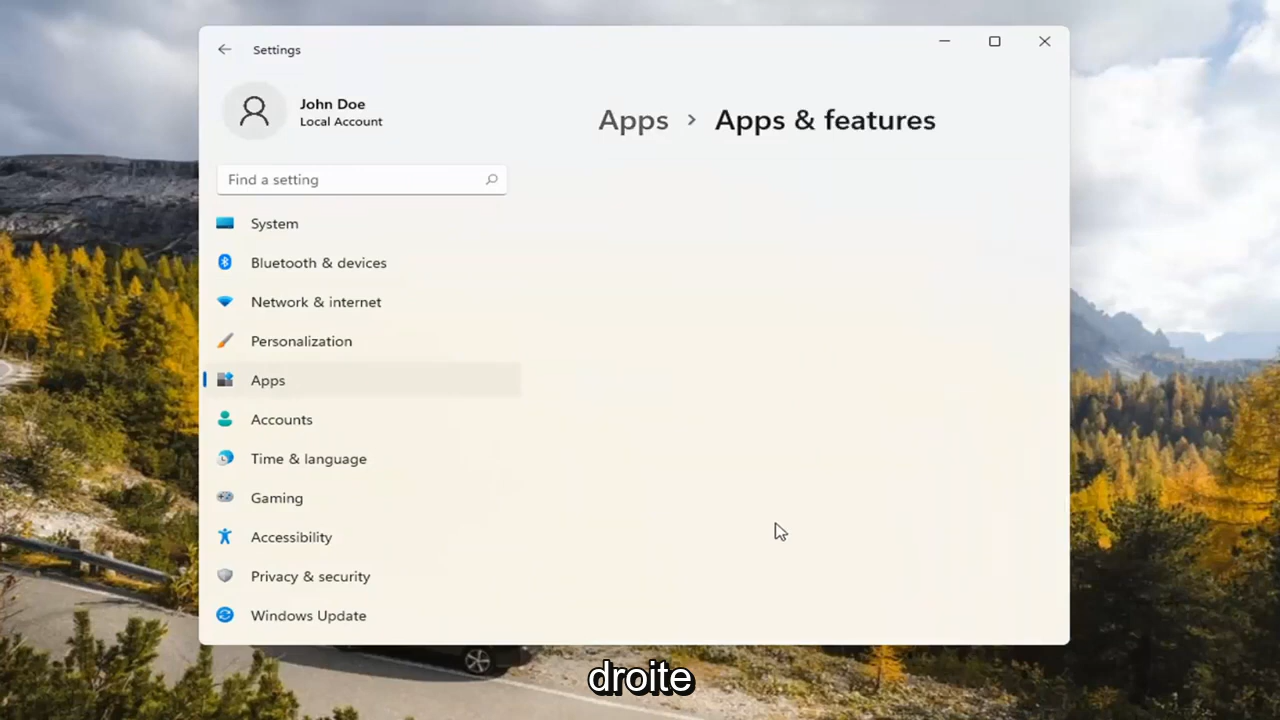 Settings
John Doe
Local Account
Apps > Apps & features
Find a setting
System
Bluetooth & devices
Network & internet
Personalization
Apps
Accounts
Time & language
Gaming
Accessibility
Privacy & security
Windows Update
droite